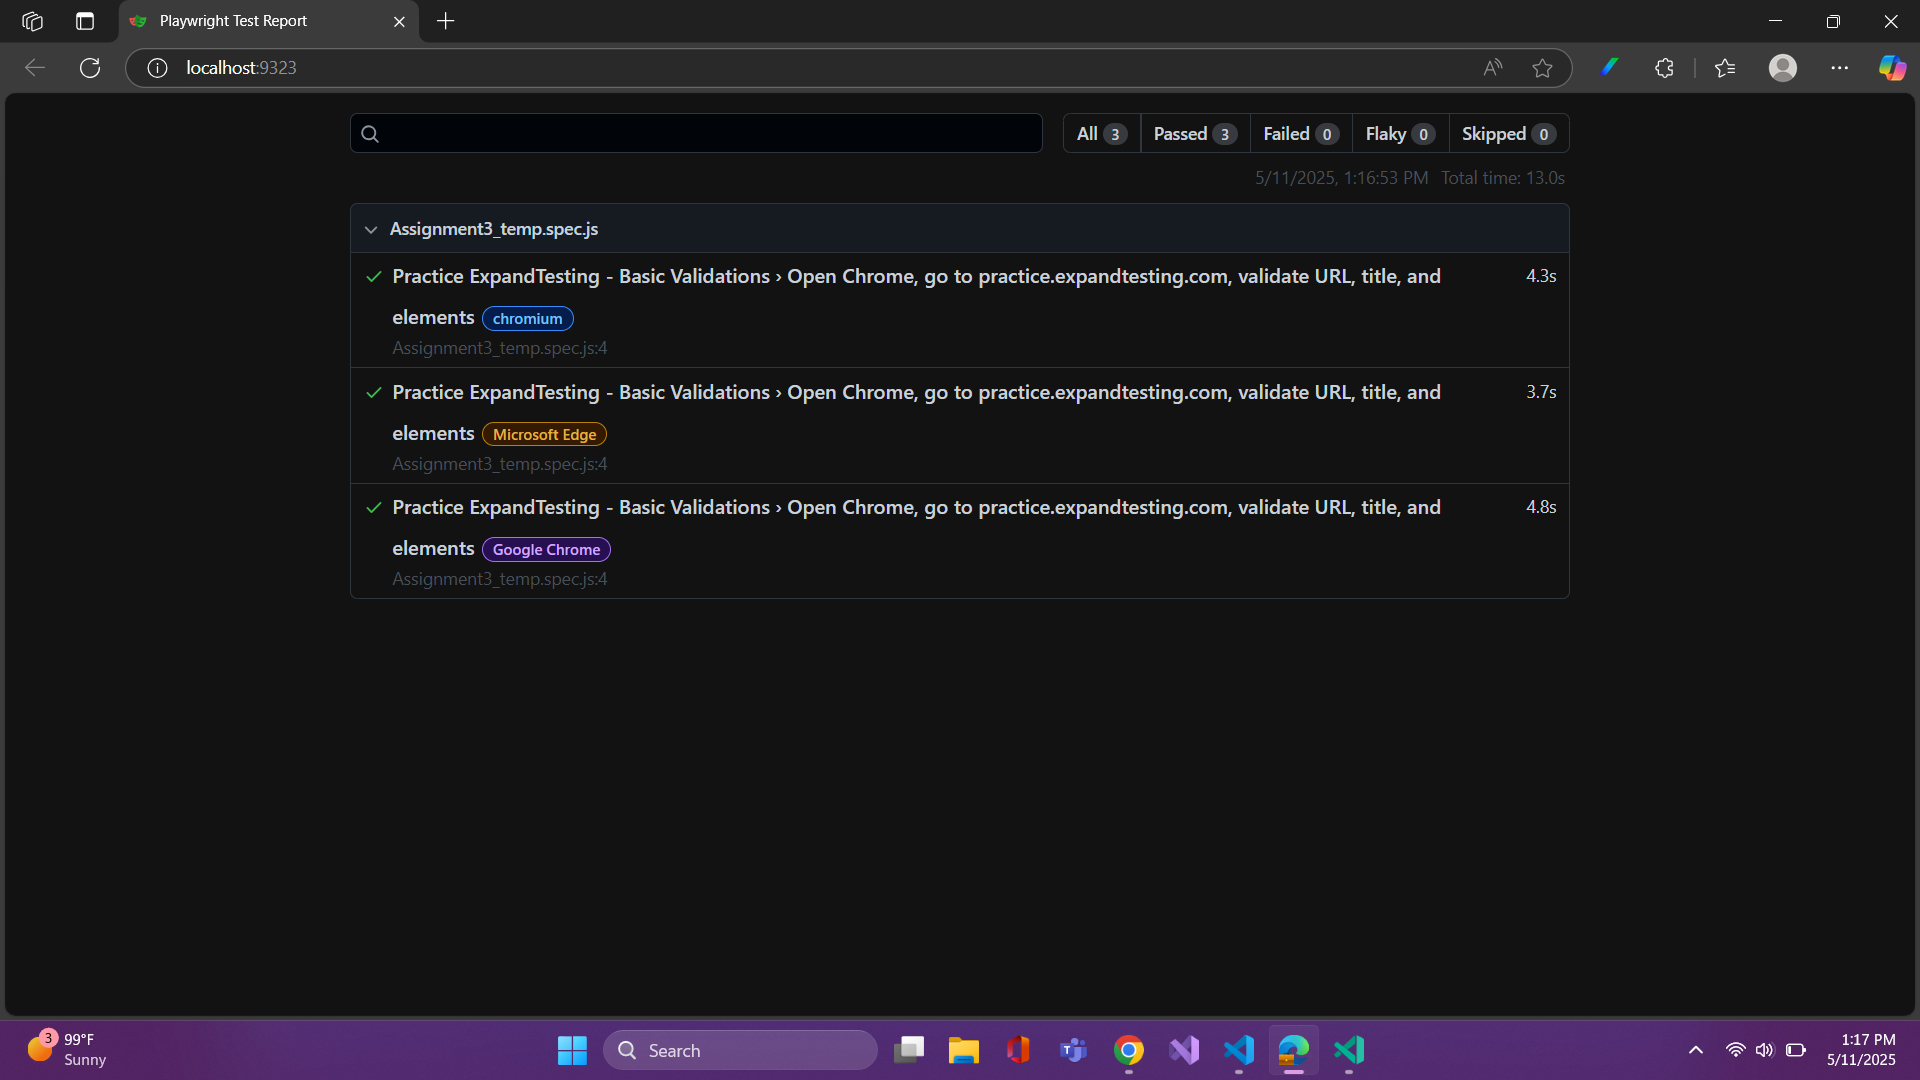 Playwright Test Report
localhost:9323
All 3 Passed 3 Failed 0 Flaky 0 Skipped 0
5/11/2025, 1:16:53 PM Total time: 13.0s
Assignment3_temp.spec.js
Practice ExpandTesting - Basic Validations › Open Chrome, go to practice.expandtesting.com, validate URL, title, and 4.3s
elements chromium
Assignment3_temp.spec.js:4
Practice ExpandTesting - Basic Validations › Open Chrome, go to practice.expandtesting.com, validate URL, title, and 3.7s
elements Microsoft Edge
Assignment3_temp.spec.js:4
Practice ExpandTesting - Basic Validations › Open Chrome, go to practice.expandtesting.com, validate URL, title, and 4.8s
elements Google Chrome
Assignment3_temp.spec.js:4
3 99°F
Sunny
Search
1:17 PM
5/11/2025